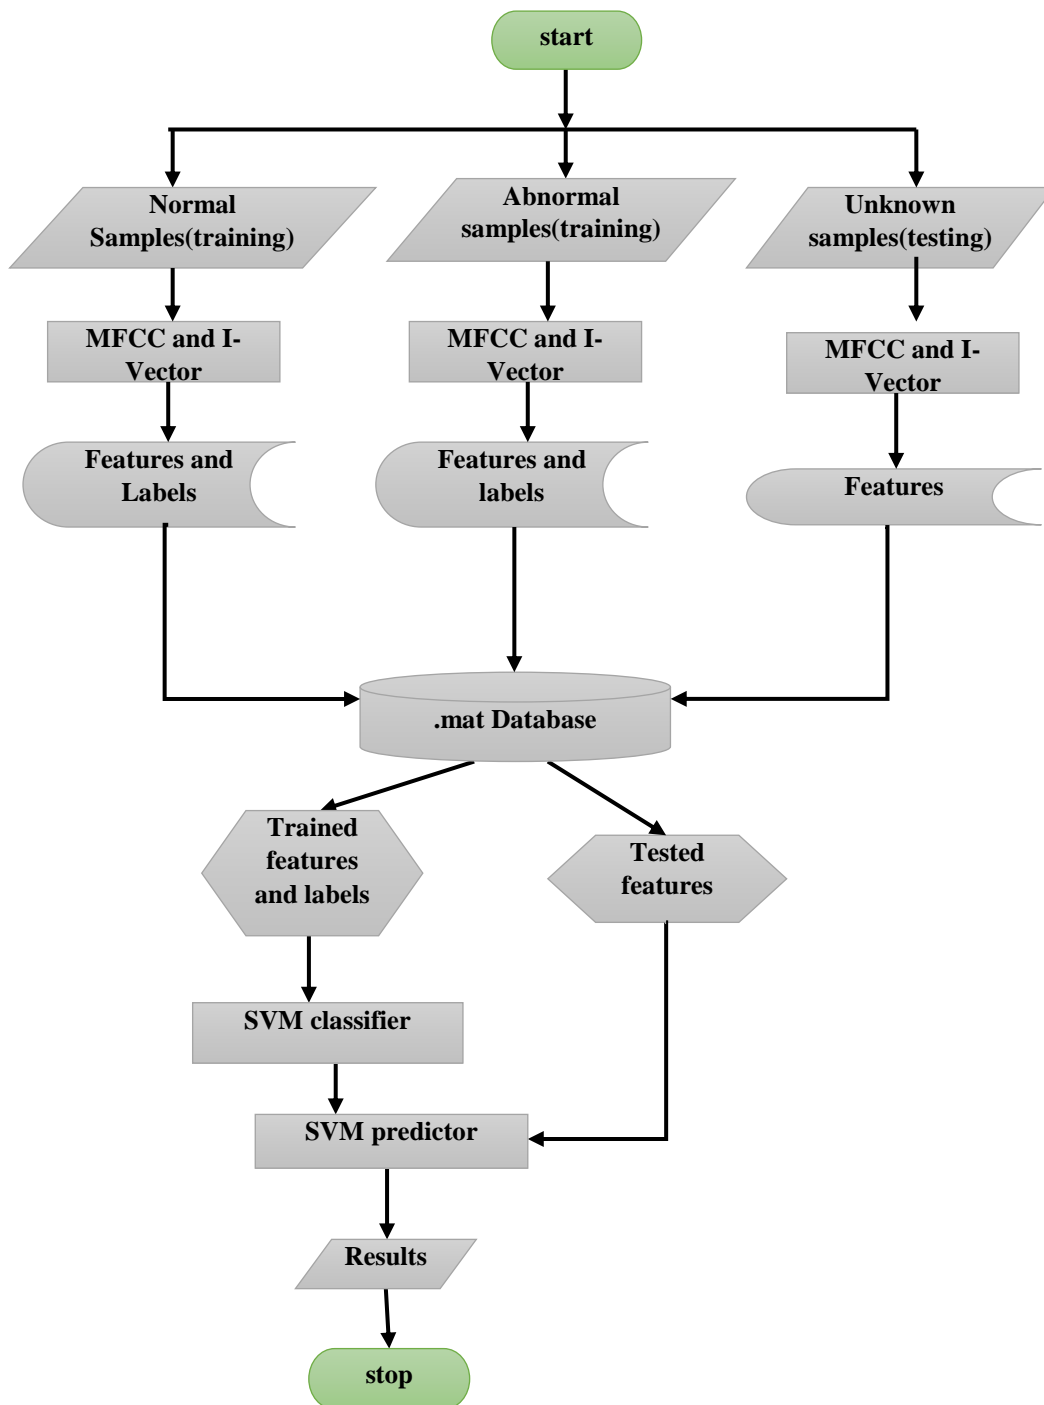 start
Normal
Samples(training)
Abnormal
samples(training)
Unknown
samples(testing)
MFCC and I-
Vector
MFCC and I-
Vector
MFCC and I-
Vector
Features and
Labels
Features and
labels
Features
.mat Database
Trained
features
and labels
Tested
features
SVM classifier
SVM predictor
Results
stop